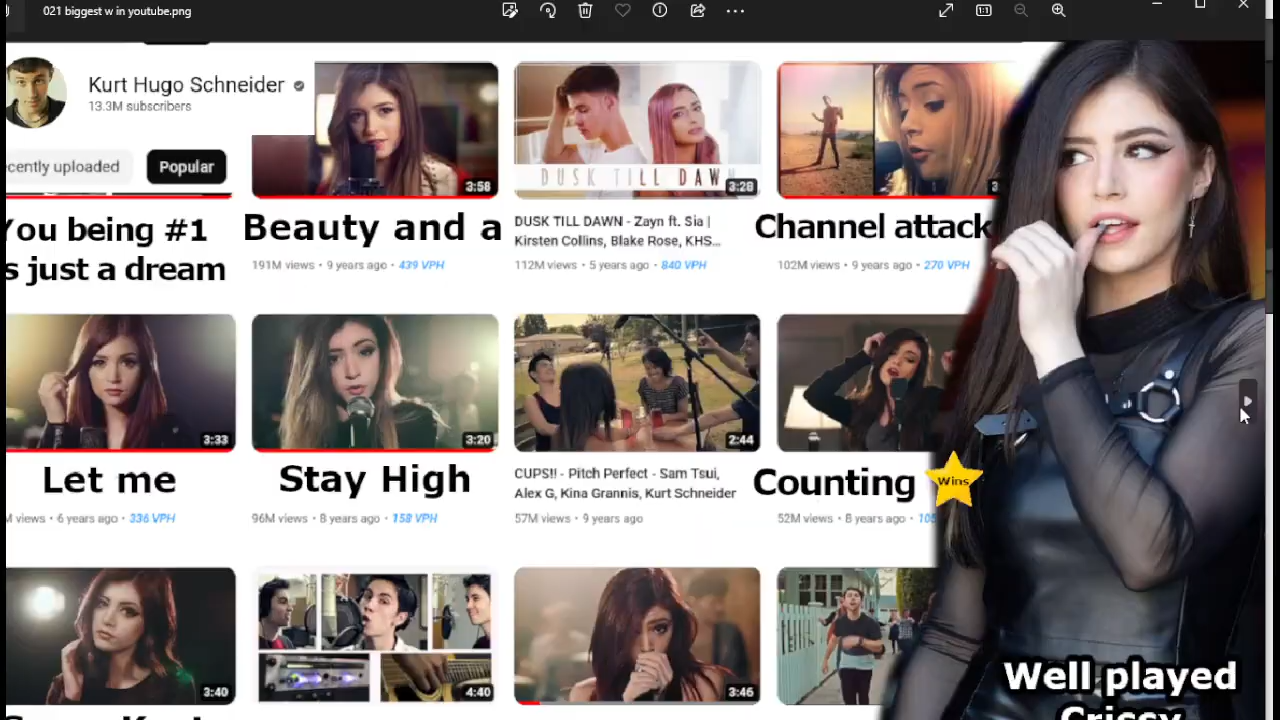 021 biggest w in youtube.png
Kurt Hugo Schneider
13.3M subscribers
ecently uploaded
Popular
3:58
3:28
3
DUSK TILL DAWN
You being #1
s just a dream
Beauty and a
191M views • 9 years ago • 439 VPH
DUSK TILL DAWN - Zayn ft. Sia |
Kirsten Collins, Blake Rose, KHS...
112M views • 5 years ago • 840 VPH
Channel attack
102M views • 9 years ago • 270 VPH
3:33
3:20
2:44
Let me
M views • 6 years ago • 336 VPH
Stay High
96M views • 8 years ago • 158 VPH
CUPS!! - Pitch Perfect - Sam Tsui,
Alex G, Kina Grannis, Kurt Schneider
57M views • 9 years ago
Counting
Wins
52M views • 8 years ago •
3:40
4:40
3:46
Well played
Crissy